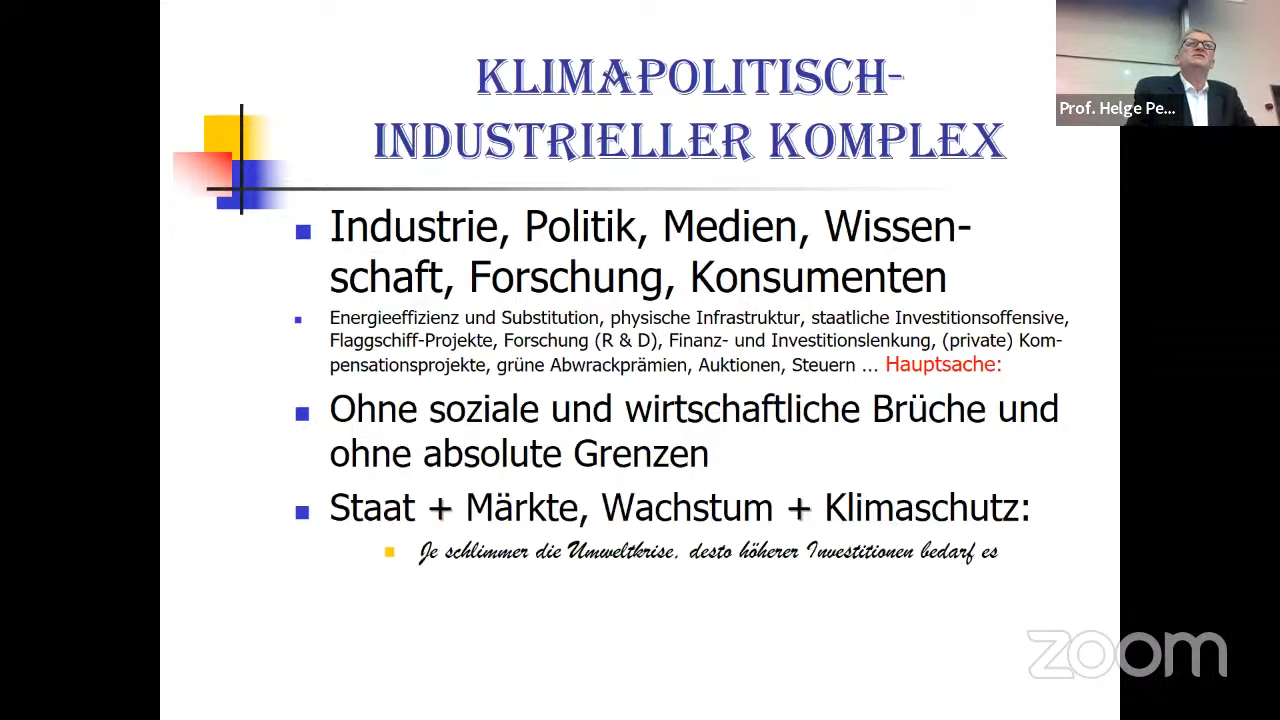 KLIMAPOLITISCH-
INDUSTRIELLER KOMPLEX
Prof. Helge Pe...
Industrie, Politik, Medien, Wissen-
schaft, Forschung, Konsumenten
Energieeffizienz und Substitution, physische Infrastruktur, staatliche Investitionsoffensive,
Flaggschiff-Projekte, Forschung (R & D), Finanz- und Investitionslenkung, (private) Kom-
pensationsprojekte, grüne Abwrackprämien, Auktionen, Steuern ... Hauptsache:
Ohne soziale und wirtschaftliche Brüche und
ohne absolute Grenzen
Staat + Märkte, Wachstum + Klimaschutz:
Je schlimmer die Umweltkrise, desto höherer Investitionen bedarf es
zoom